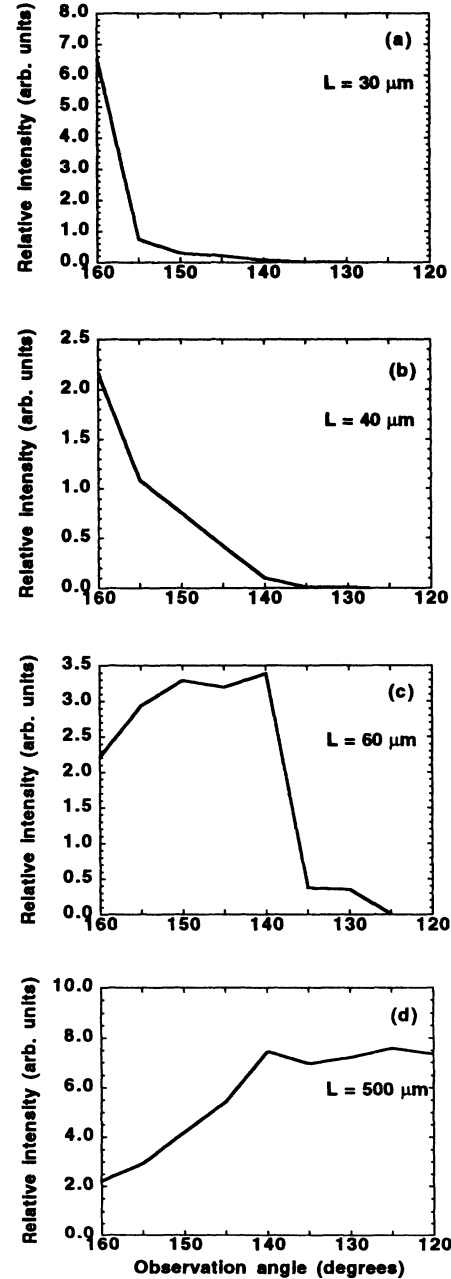 Relative intensity (arb. units)
8.0
7.0
6.0
5.0
4.0
3.0
2.0
1.0
0.0
(a)
L = 30 µm
160 150 140 130 120
Relative intensity (arb. units)
2.5
2.0
1.5
1.0
0.5
0.0
(b)
L = 40 µm
160 150 140 130 120
Relative intensity (arb. units)
3.5
3.0
2.5
2.0
1.5
1.0
0.5
0.0
(c)
L = 60 µm
160 150 140 130 120
Relative intensity (arb. units)
10.0
8.0
6.0
4.0
2.0
0.0
(d)
L = 500 µm
160 150 140 130 120
Observation angle (degrees)